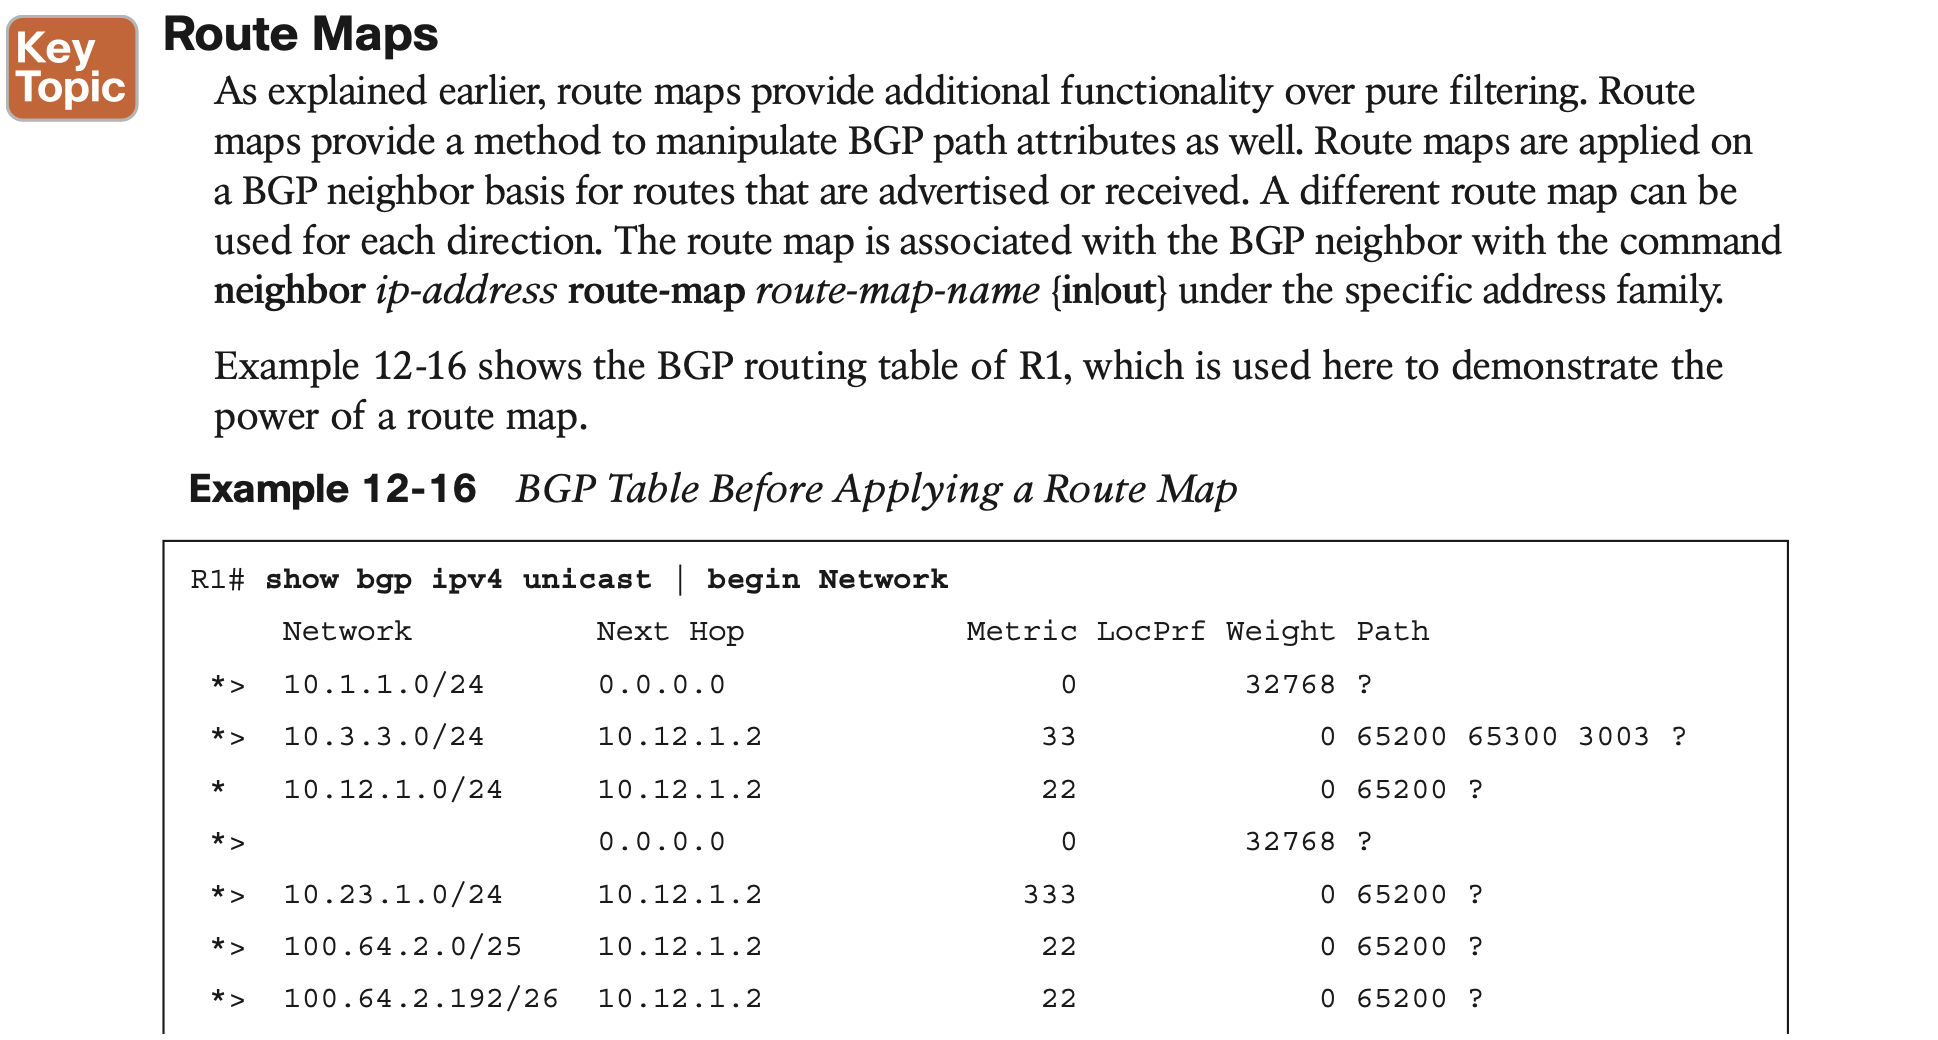 Key
Topic
Route Maps
As explained earlier, route maps provide additional functionality over pure filtering. Route
maps provide a method to manipulate BGP path attributes as well. Route maps are applied on
a BGP neighbor basis for routes that are advertised or received. A different route map can be
used for each direction. The route map is associated with the BGP neighbor with the command
neighbor ip-address route-map route-map-name {in|out} under the specific address family.
Example 12-16 shows the BGP routing table of R1, which is used here to demonstrate the
power of a route map.
Example 12-16 BGP Table Before Applying a Route Map
R1# show bgp ipv4 unicast | begin Network
Network Next Hop Metric LocPrf Weight Path
*> 10.1.1.0/24 0.0.0.0 0 32768 ?
*> 10.3.3.0/24 10.12.1.2 33 0 65200 65300 3003 ?
* 10.12.1.0/24 10.12.1.2 22 0 65200 ?
*> 0.0.0.0 0 32768 ?
*> 10.23.1.0/24 10.12.1.2 333 0 65200 ?
*> 100.64.2.0/25 10.12.1.2 22 0 65200 ?
*> 100.64.2.192/26 10.12.1.2 22 0 65200 ?